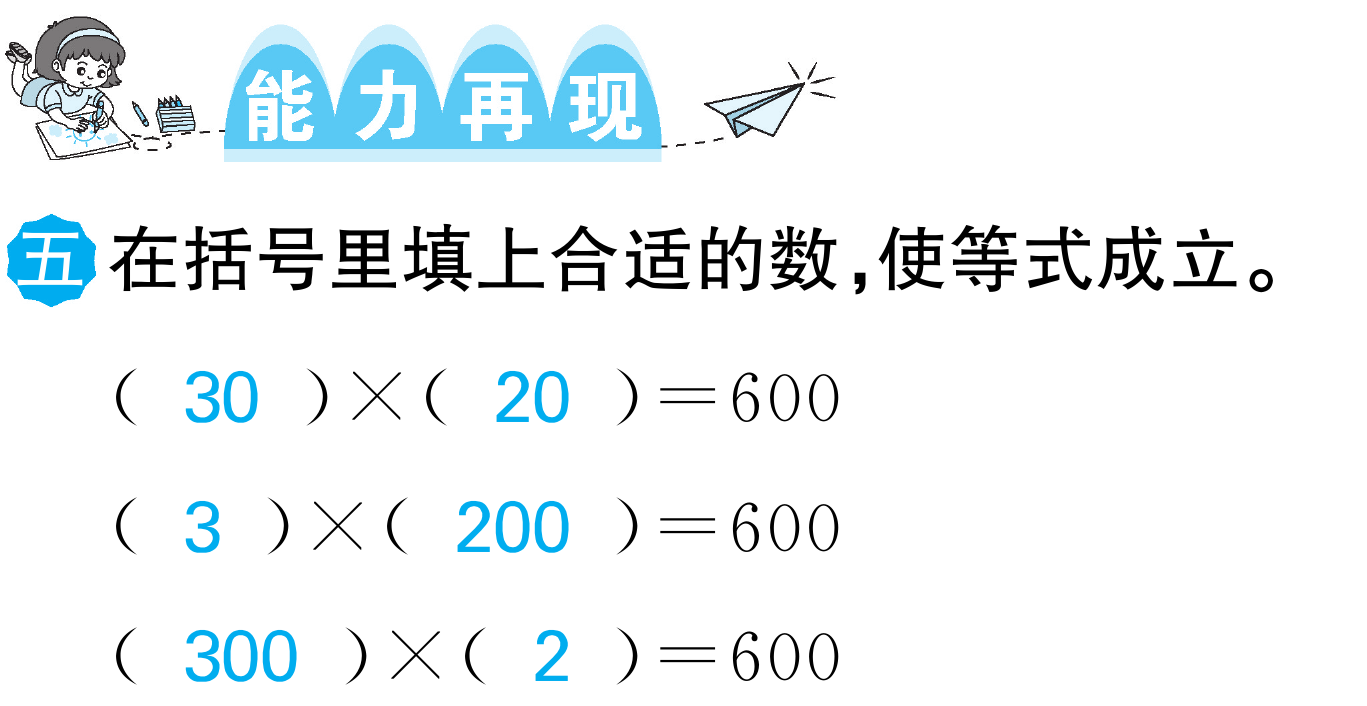 能力再现
五 在括号里填上合适的数,使等式成立。
( 30 )×( 20 )=600
( 3 )×( 200 )=600
( 300 )×( 2 )=600